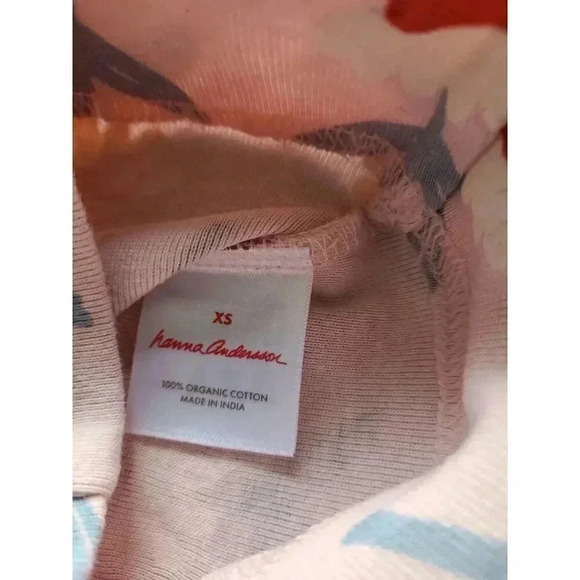 XS
hanna andersson
100% ORGANIC COTTON
MADE IN INDIA